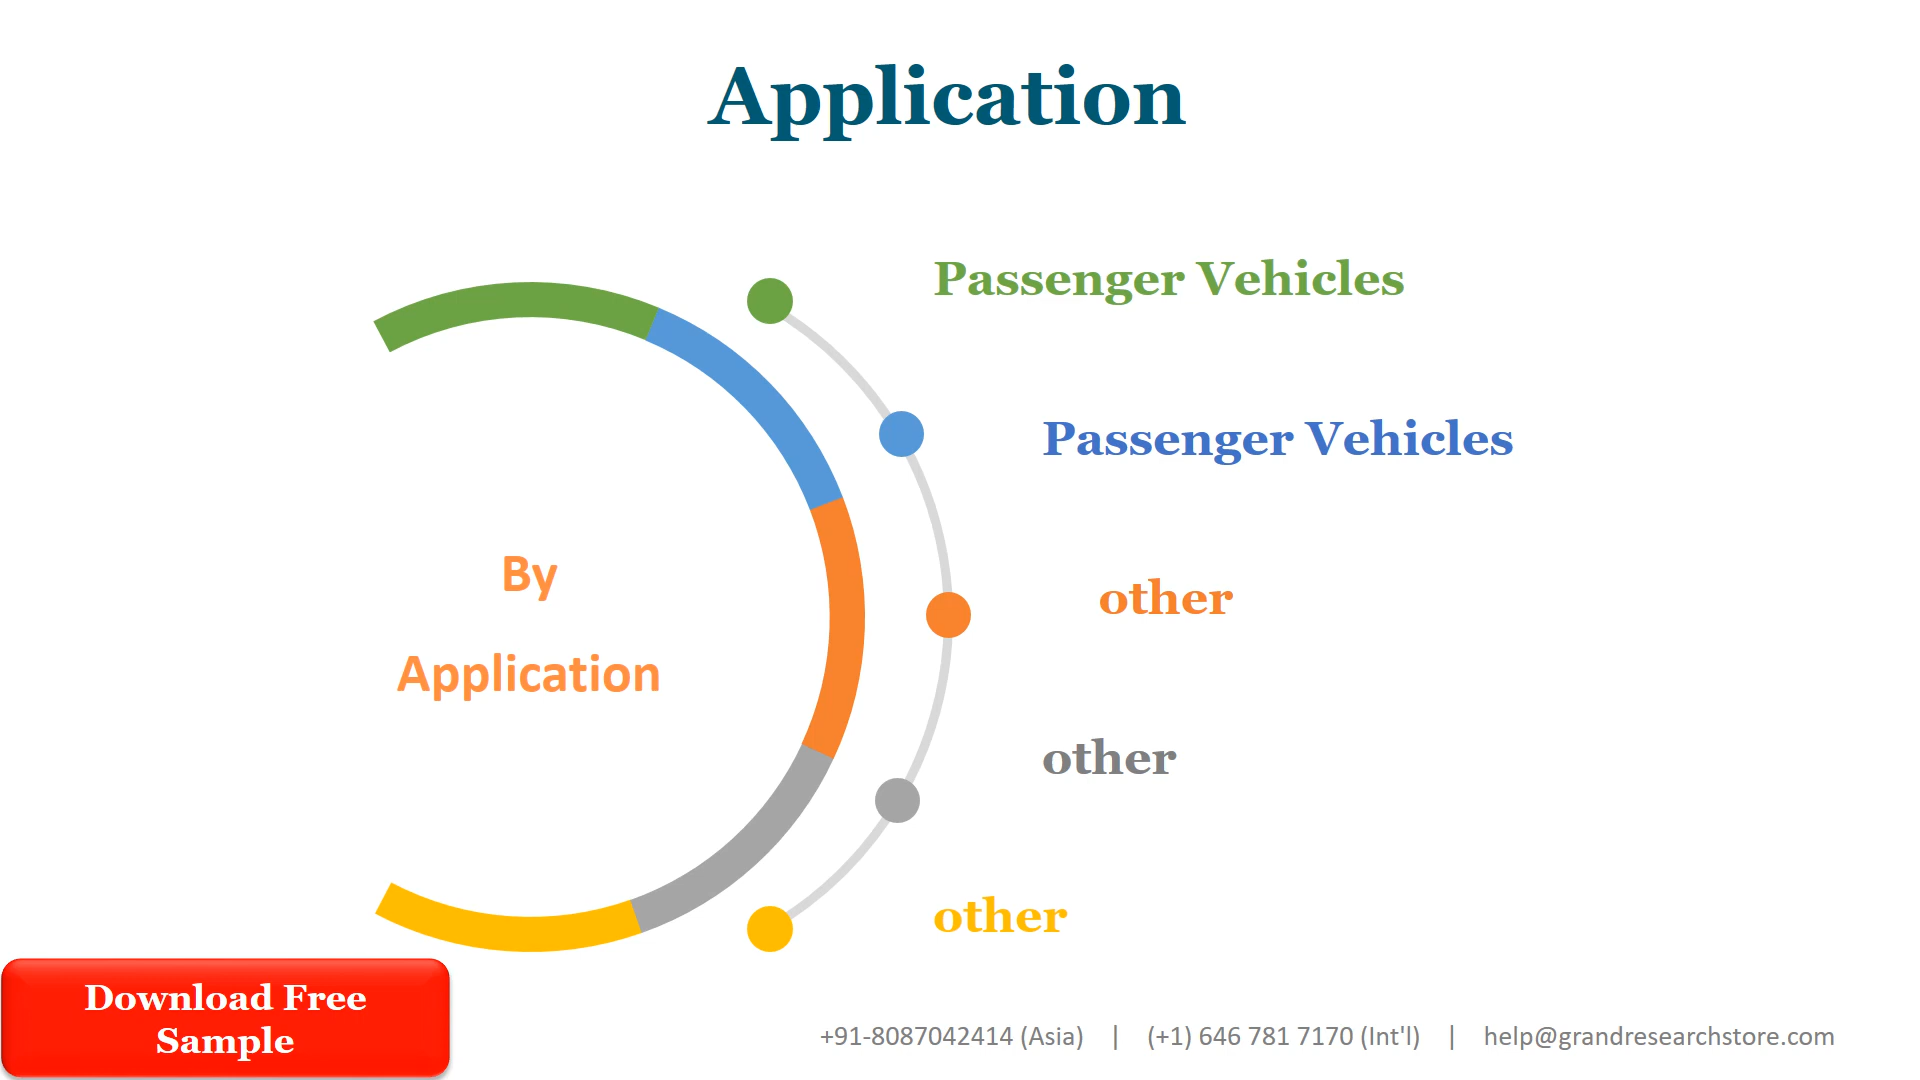 Application
Passenger Vehicles
Passenger Vehicles
By
Application
other
other
other
Download Free
Sample
+91-8087042414 (Asia) | (+1) 646 781 7170 (Int'l) | help@grandresearchstore.com